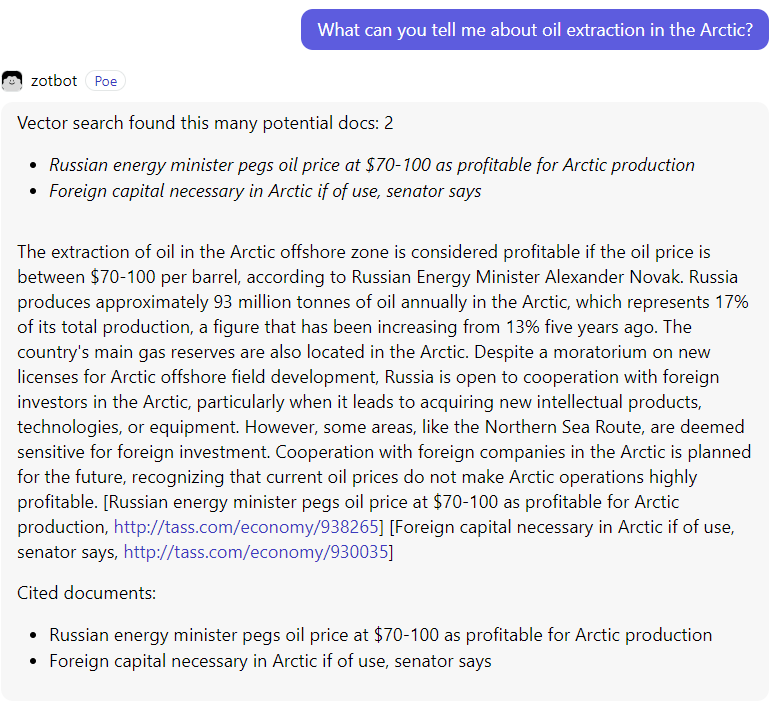 What can you tell me about oil extraction in the Arctic?
zotbot Poe
Vector search found this many potential docs: 2
• Russian energy minister pegs oil price at $70-100 as profitable for Arctic production
• Foreign capital necessary in Arctic if of use, senator says
The extraction of oil in the Arctic offshore zone is considered profitable if the oil price is
between $70-100 per barrel, according to Russian Energy Minister Alexander Novak. Russia
produces approximately 93 million tonnes of oil annually in the Arctic, which represents 17%
of its total production, a figure that has been increasing from 13% five years ago. The
country's main gas reserves are also located in the Arctic. Despite a moratorium on new
licenses for Arctic offshore field development, Russia is open to cooperation with foreign
investors in the Arctic, particularly when it leads to acquiring new intellectual products,
technologies, or equipment. However, some areas, like the Northern Sea Route, are deemed
sensitive for foreign investment. Cooperation with foreign companies in the Arctic is planned
for the future, recognizing that current oil prices do not make Arctic operations highly
profitable. [Russian energy minister pegs oil price at $70-100 as profitable for Arctic
production, http://tass.com/economy/938265] [Foreign capital necessary in Arctic if of use,
senator says, http://tass.com/economy/930035]
Cited documents:
• Russian energy minister pegs oil price at $70-100 as profitable for Arctic production
• Foreign capital necessary in Arctic if of use, senator says